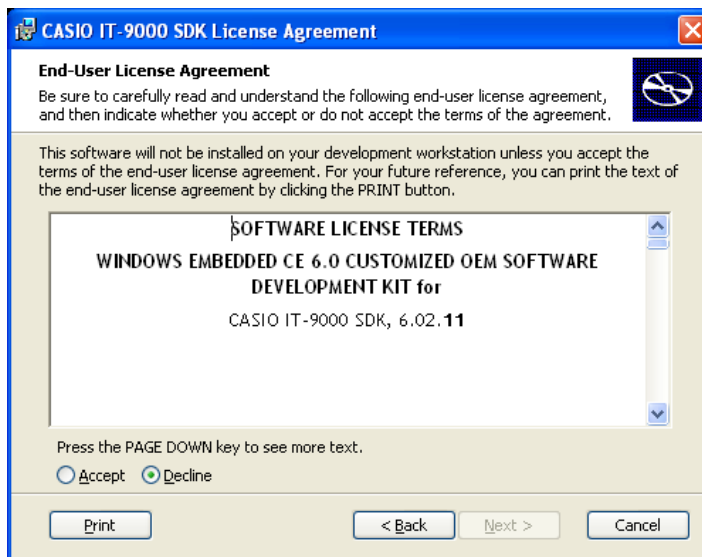 CASIO IT-9000 SDK License Agreement
End-User License Agreement
Be sure to carefully read and understand the following end-user license agreement,
and then indicate whether you accept or do not accept the terms of the agreement.
This software will not be installed on your development workstation unless you accept the
terms of the end-user license agreement. For your future reference, you can print the text of
the end-user license agreement by clicking the PRINT button.
SOFTWARE LICENSE TERMS
WINDOWS EMBEDDED CE 6.0 CUSTOMIZED OEM SOFTWARE
DEVELOPMENT KIT for
CASIO IT-9000 SDK, 6.02.11
Press the PAGE DOWN key to see more text.
Accept Decline
Print < Back Next > Cancel